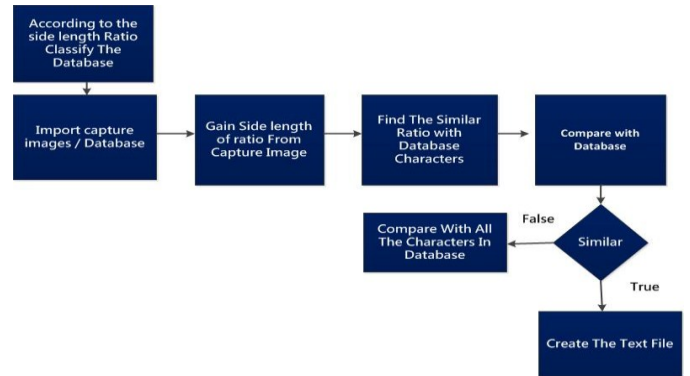 According to the
side length Ratio
Classify The
Database
Import capture
images / Database
Gain Side length
of ratio From
Capture Image
Find The Similar
Ratio with
Database
Characters
Compare with
Database
False
Similar
Compare With All
The Characters In
Database
True
Create The Text File